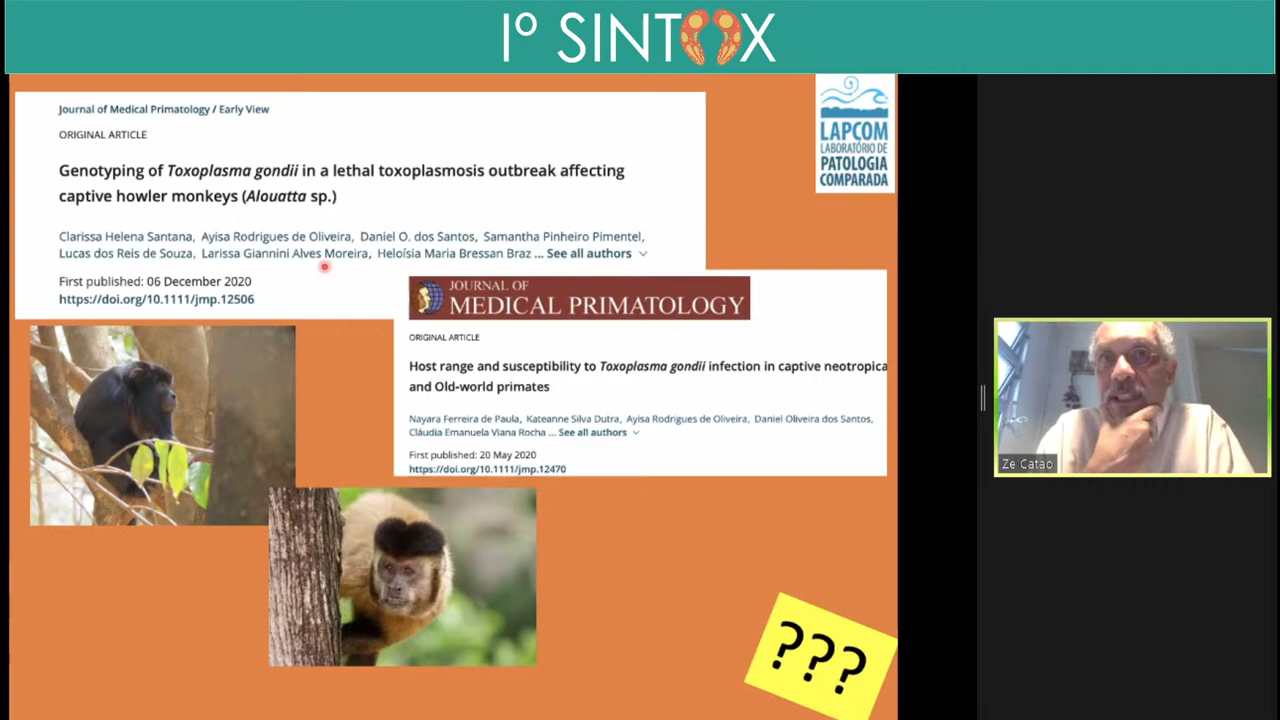 Iº SINTOX
Journal of Medical Primatology / Early View
ORIGINAL ARTICLE
Genotyping of Toxoplasma gondii in a lethal toxoplasmosis outbreak affecting
captive howler monkeys (Alouatta sp.)
Clarissa Helena Santana, Ayisa Rodrigues de Oliveira, Daniel O. dos Santos, Samantha Pinheiro Pimentel,
Lucas dos Reis de Souza, Larissa Giannini Alves Moreira, Heloísa Maria Bressan Braz ... See all authors
First published: 06 December 2020
https://doi.org/10.1111/jmp.12506
LAPCOM
LABORATÓRIO DE
PATOLOGIA
COMPARADA
JOURNAL OF
MEDICAL PRIMATOLOGY
ORIGINAL ARTICLE
Host range and susceptibility to Toxoplasma gondii infection in captive neotropica
and Old-world primates
Nayara Ferreira de Paula, Kateanne Silva Dutra, Ayisa Rodrigues de Oliveira, Daniel Oliveira dos Santos,
Cláudia Emanuela Viana Rocha ... See all authors
First published: 20 May 2020
https://doi.org/10.1111/jmp.12470
Ze Catao
???